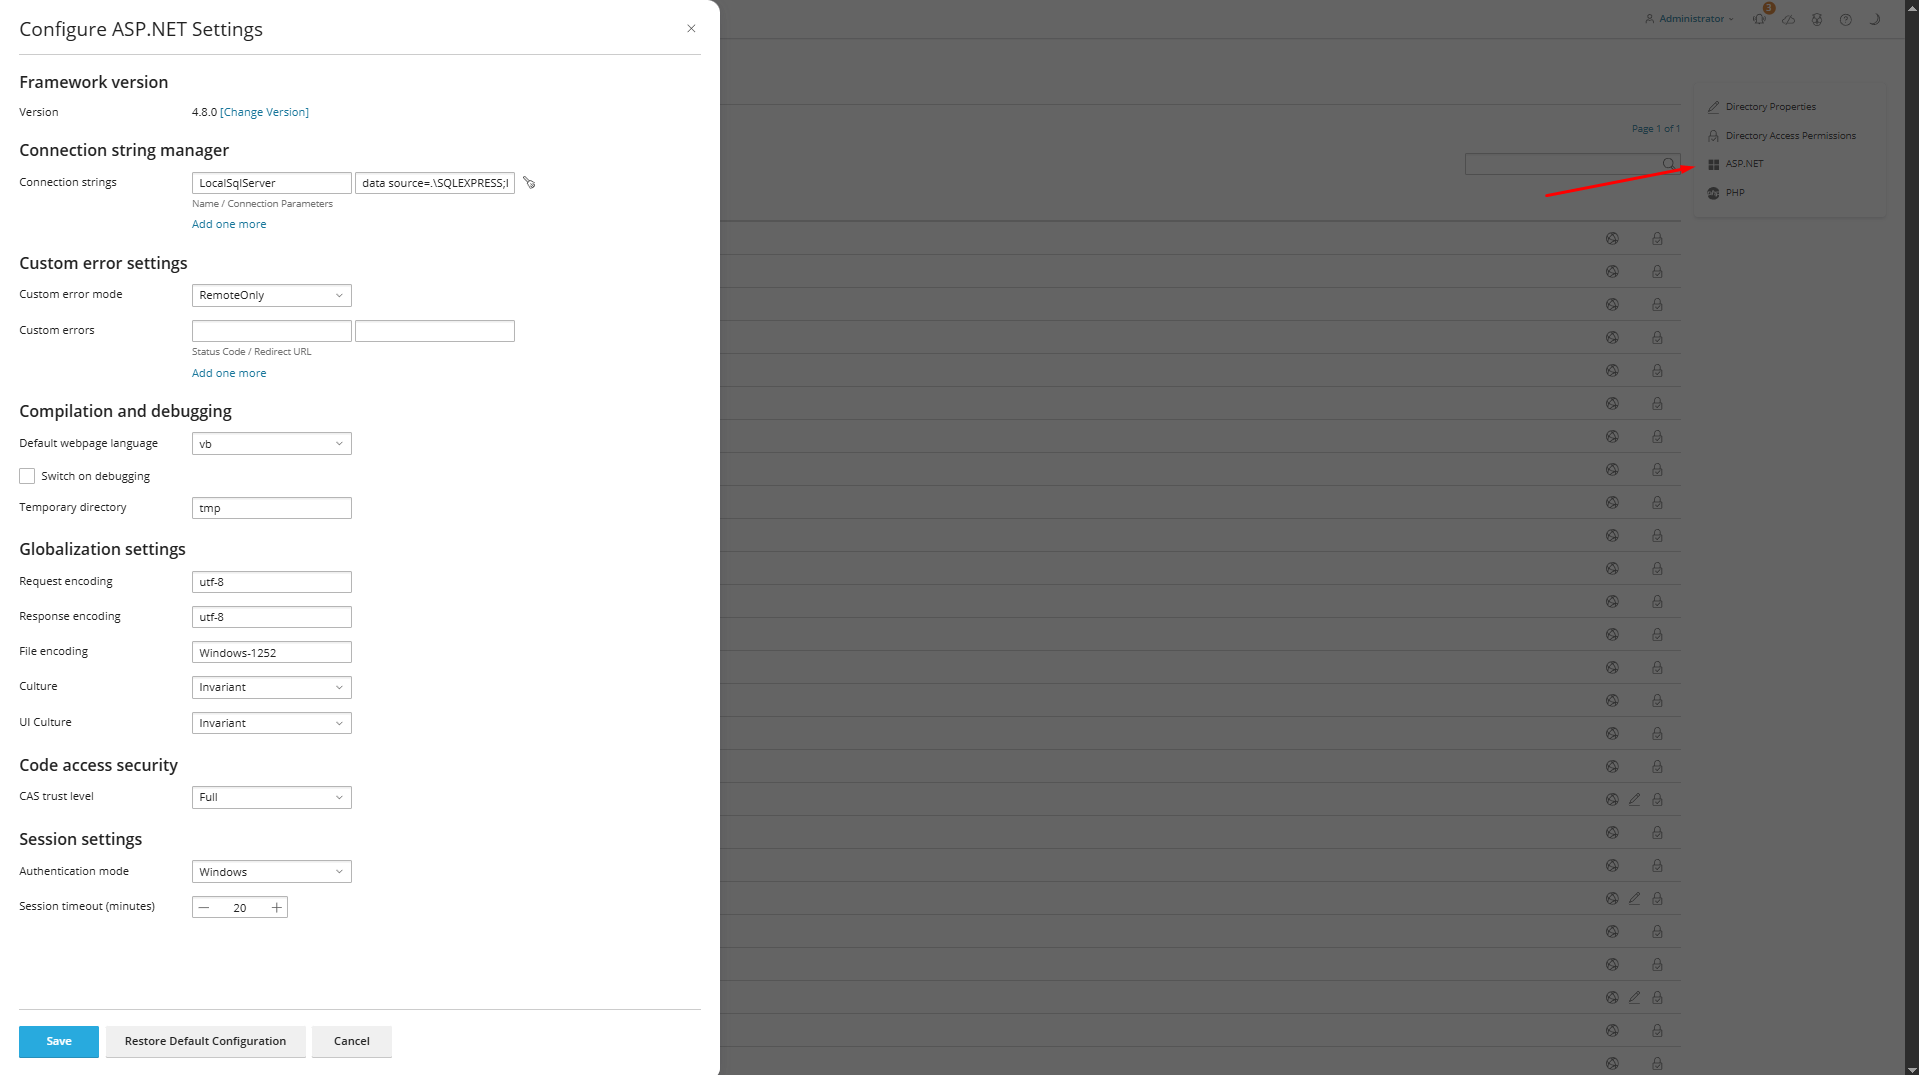 Configure ASP.NET Settings
Administrator
3
Framework version
Version
4.8.0 [Change Version]
Connection string manager
Connection strings
LocalSqlServer
data source=.\SQLEXPRESS;I
Name / Connection Parameters
Add one more
Custom error settings
Custom error mode
RemoteOnly
Custom errors
Status Code / Redirect URL
Add one more
Compilation and debugging
Default webpage language
vb
Switch on debugging
Temporary directory
tmp
Globalization settings
Request encoding
utf-8
Response encoding
utf-8
File encoding
Windows-1252
Culture
Invariant
UI Culture
Invariant
Code access security
CAS trust level
Full
Session settings
Authentication mode
Windows
Session timeout (minutes)
20
Save
Restore Default Configuration
Cancel
Page 1 of 1
Directory Properties
Directory Access Permissions
ASP.NET
PHP